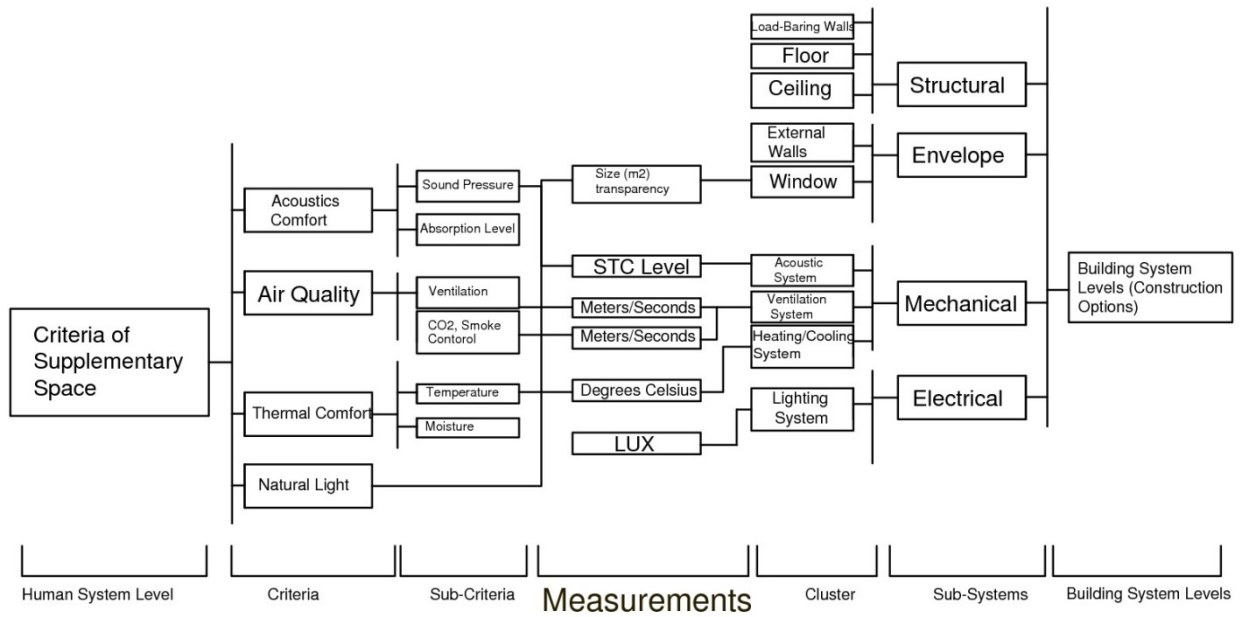 Criteria of
Supplementary
Space
Acoustics
Comfort
Air Quality
Thermal Comfort
Natural Light
Sound Pressure
Absorption Level
Ventilation
CO2, Smoke
Contorol
Temperature
Moisture
Size (m2)
transparency
STC Level
Meters/Seconds
Meters/Seconds
Degrees Celsius
LUX
Load-Baring Walls
Floor
Ceiling
External
Walls
Window
Acoustic
System
Ventilation
System
Heating/Cooling
System
Lighting
System
Structural
Envelope
Mechanical
Electrical
Building System
Levels (Construction
Options)
Human System Level
Criteria
Sub-Criteria
Measurements
Cluster
Sub-Systems
Building System Levels